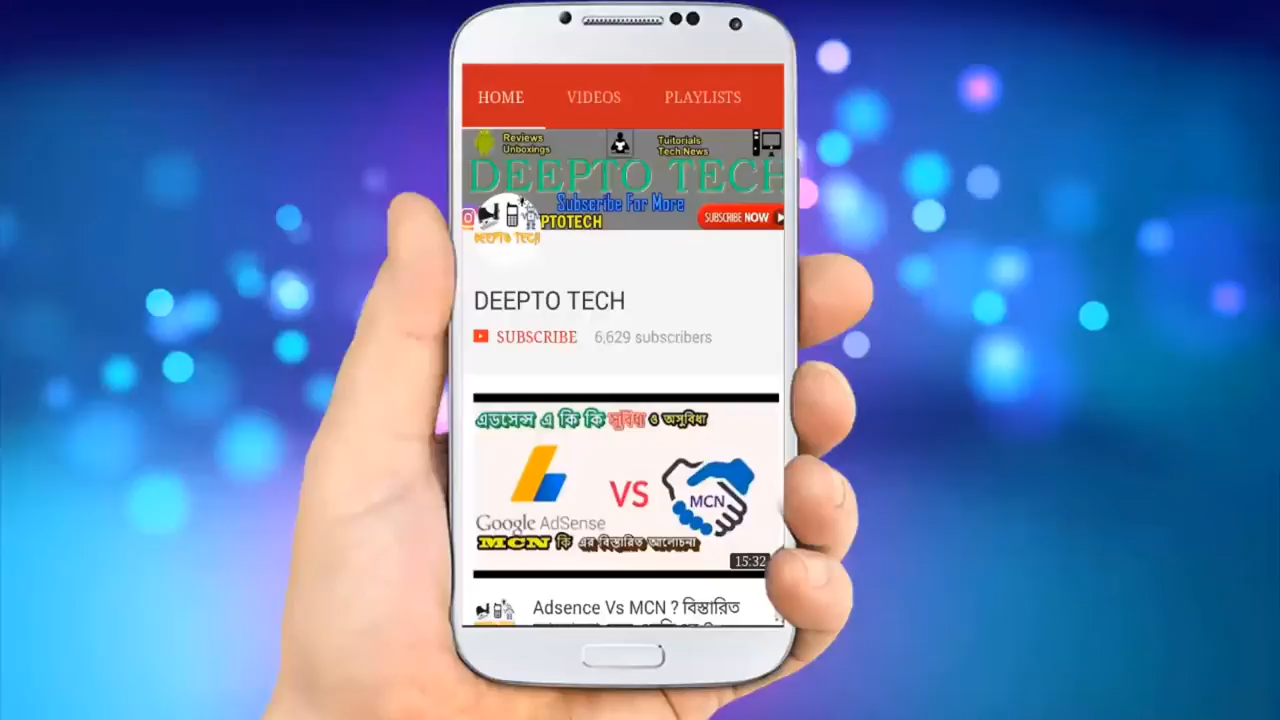 HOME VIDEOS PLAYLISTS
Reviews
Unboxings
Tuitorials
Tech News
DEEPTO TECH
Subscribe For More
SUBSCRIBE NOW
PTOTECH
DEEPTO TECH
DEEPTO TECH
SUBSCRIBE 6,629 subscribers
এডসেন্স এ কি কি সুবিধা ও অসুবিধা
VS
MCN
Google AdSense
MCN কি এর বিস্তারিত আলোচনা
15:32
Adsence Vs MCN ? বিস্তারিত